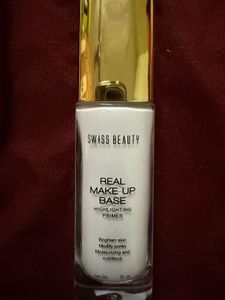 SWISS BEAUTY
REAL
MAKE UP
BASE
HIGHLIGHTING
PRIMER
Brighten skin
Modify pores
Moisturizing and
nutritious